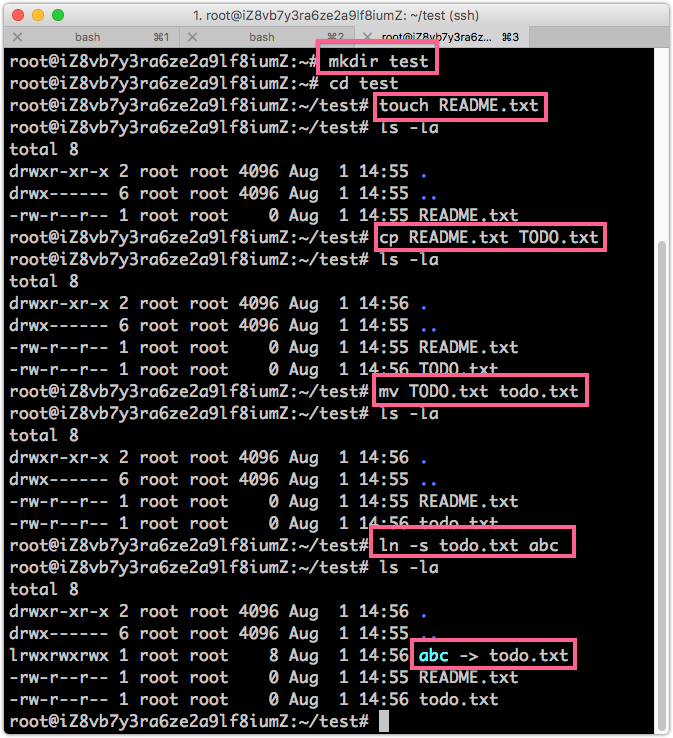 1. root@iZ8vb7y3ra6ze2a9lf8iumZ: ~/test (ssh)
bash ⌘1 bash ⌘2 root@iZ8vb7y3ra6z... ⌘3
root@iZ8vb7y3ra6ze2a9lf8iumZ:~# mkdir test
root@iZ8vb7y3ra6ze2a9lf8iumZ:~# cd test
root@iZ8vb7y3ra6ze2a9lf8iumZ:~/test# touch README.txt
root@iZ8vb7y3ra6ze2a9lf8iumZ:~/test# ls -la
total 8
drwxr-xr-x 2 root root 4096 Aug  1 14:55 .
drwx------ 6 root root 4096 Aug  1 14:55 ..
-rw-r--r-- 1 root root    0 Aug  1 14:55 README.txt
root@iZ8vb7y3ra6ze2a9lf8iumZ:~/test# cp README.txt TODO.txt
root@iZ8vb7y3ra6ze2a9lf8iumZ:~/test# ls -la
total 8
drwxr-xr-x 2 root root 4096 Aug  1 14:56 .
drwx------ 6 root root 4096 Aug  1 14:55 ..
-rw-r--r-- 1 root root    0 Aug  1 14:55 README.txt
-rw-r--r-- 1 root root    0 Aug  1 14:56 TODO.txt
root@iZ8vb7y3ra6ze2a9lf8iumZ:~/test# mv TODO.txt todo.txt
root@iZ8vb7y3ra6ze2a9lf8iumZ:~/test# ls -la
total 8
drwxr-xr-x 2 root root 4096 Aug  1 14:56 .
drwx------ 6 root root 4096 Aug  1 14:55 ..
-rw-r--r-- 1 root root    0 Aug  1 14:55 README.txt
-rw-r--r-- 1 root root    0 Aug  1 14:56 todo.txt
root@iZ8vb7y3ra6ze2a9lf8iumZ:~/test# ln -s todo.txt abc
root@iZ8vb7y3ra6ze2a9lf8iumZ:~/test# ls -la
total 8
drwxr-xr-x 2 root root 4096 Aug  1 14:56 .
drwx------ 6 root root 4096 Aug  1 14:55 ..
lrwxrwxrwx 1 root root    8 Aug  1 14:56 abc -> todo.txt
-rw-r--r-- 1 root root    0 Aug  1 14:55 README.txt
-rw-r--r-- 1 root root    0 Aug  1 14:56 todo.txt
root@iZ8vb7y3ra6ze2a9lf8iumZ:~/test#